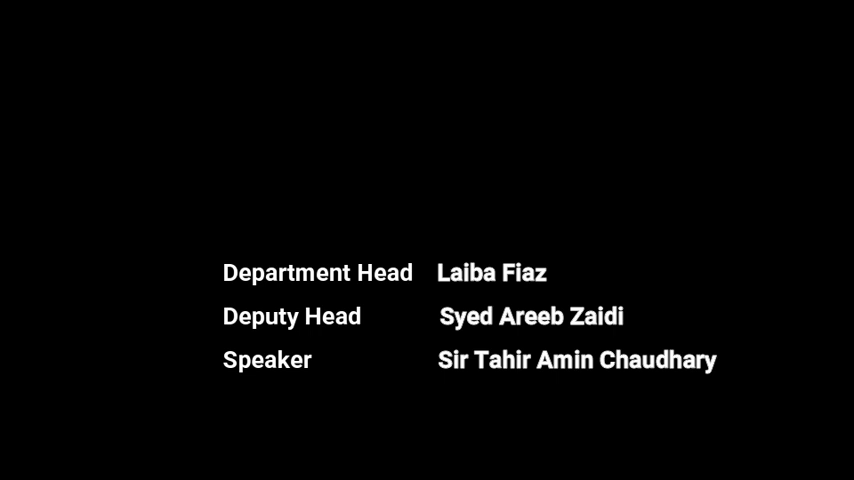 Department Head Laiba Fiaz
Deputy Head Syed Areeb Zaidi
Speaker Sir Tahir Amin Chaudhary